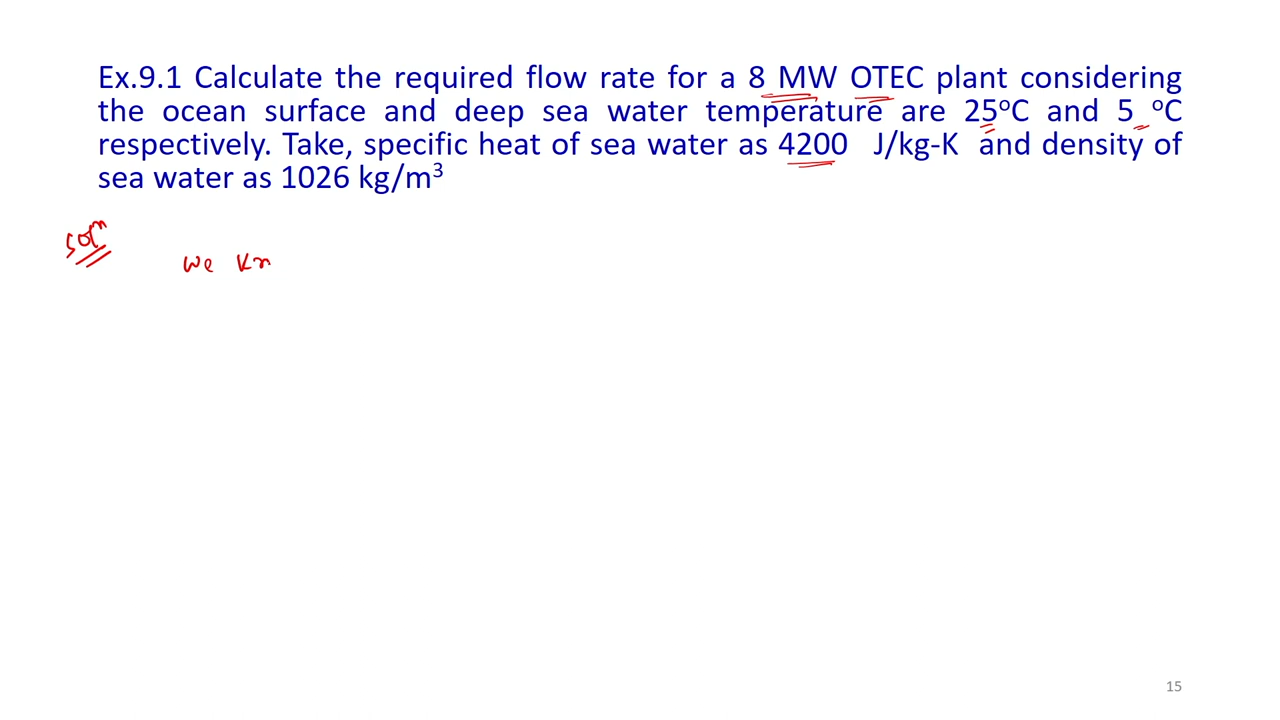 Ex.9.1 Calculate the required flow rate for a 8 MW OTEC plant considering
the ocean surface and deep sea water temperature are 25°C and 5 °C
respectively. Take, specific heat of sea water as 4200 J/kg-K and density of
sea water as 1026 kg/m³
Solⁿ
We Kn
15